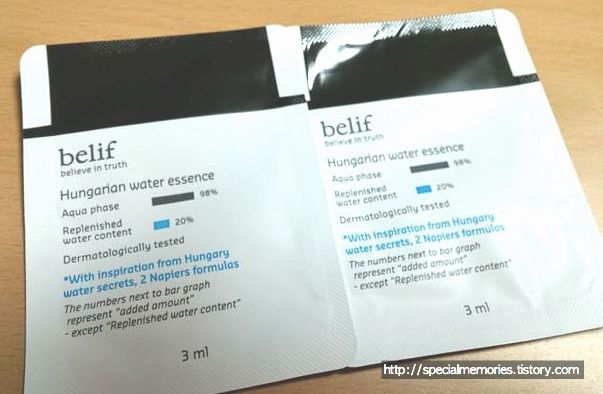 belif
believe in truth
Hungarian water essence
Aqua phase 98%
Replenished
water content 20%
Dermatologically tested
*With inspiration from Hungary
water secrets, 2 Napiers formulas
The numbers next to bar graph
represent "added amount"
- except "Replenished water content"
3 ml
belif
believe in truth
Hungarian water essence
Aqua phase 98%
Replenished
water content 20%
Dermatologically tested
*With inspiration from Hungary
water secrets, 2 Napiers formulas
The numbers next to bar graph
represent "added amount"
- except "Replenished water content"
3 ml
http://specialmemories.tistory.com